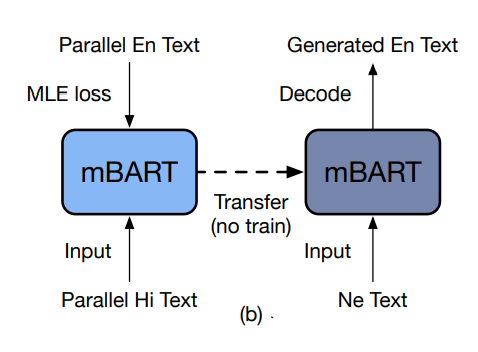 Parallel En Text
Generated En Text
MLE loss
Decode
mBART
mBART
Transfer
(no train)
Input
Input
Parallel Hi Text
Ne Text
(b) .